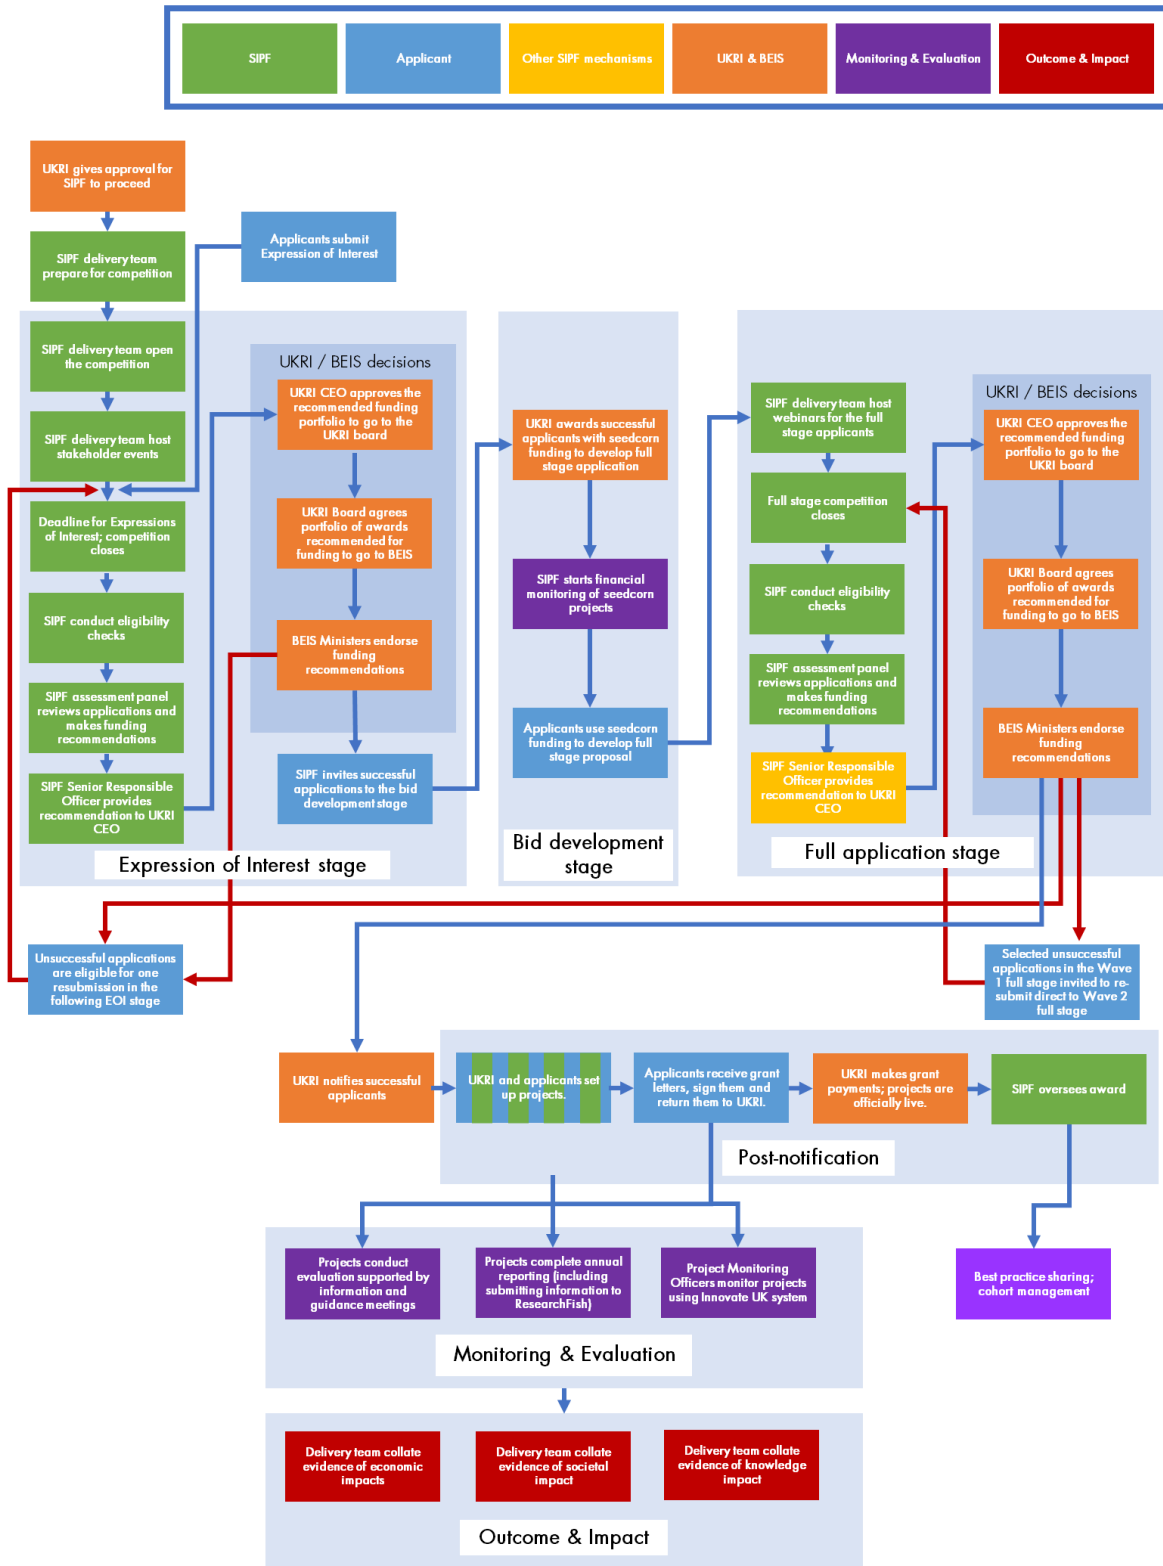 SIPF
Applicant
Other SIPF mechanisms
UKRI & BEIS
Monitoring & Evaluation
Outcome & Impact
UKRI gives approval for
SIPF to proceed
SIPF delivery team
prepare for competition
Applicants submit
Expression of Interest
SIPF delivery team open
the competition
SIPF delivery team host
stakeholder events
Deadline for Expressions
of Interest; competition
closes
SIPF conduct eligibility
checks
SIPF assessment panel
reviews applications and
makes funding
recommendations
SIPF Senior Responsible
Officer provides
recommendation to UKRI
CEO
UKRI / BEIS decisions
UKRI CEO approves the
recommended funding
portfolio to go to the
UKRI board
UKRI Board agrees
portfolio of awards
recommended for
funding to go to BEIS
BEIS Ministers endorse
funding
recommendations
SIPF invites successful
applications to the bid
development stage
Expression of Interest stage
UKRI awards successful
applicants with seedcorn
funding to develop full
stage application
SIPF starts financial
monitoring of seedcorn
projects
Applicants use seedcorn
funding to develop full
stage proposal
Bid development
stage
SIPF delivery team host
webinars for the full
stage applicants
Full stage competition
closes
SIPF conduct eligibility
checks
SIPF assessment panel
reviews applications and
makes funding
recommendations
SIPF Senior Responsible
Officer provides
recommendation to UKRI
CEO
UKRI / BEIS decisions
UKRI CEO approves the
recommended funding
portfolio to go to the
UKRI board
UKRI Board agrees
portfolio of awards
recommended for
funding to go to BEIS
BEIS Ministers endorse
funding
recommendations
Full application stage
Unsuccessful applications
are eligible for one
resubmission in the
following EOI stage
Selected unsuccessful
applications in the Wave
1 full stage invited to re-
submit direct to Wave 2
full stage
UKRI notifies successful
applicants
UKRI and applicants set
up projects.
Applicants receive grant
letters, sign them and
return them to UKRI.
UKRI makes grant
payments; projects are
officially live.
SIPF oversees award
Post-notification
Projects conduct
evaluation supported by
information and
guidance meetings
Projects complete annual
reporting (including
submitting information to
ResearchFish)
Project Monitoring
Officers monitor projects
using Innovate UK system
Best practice sharing;
cohort management
Monitoring & Evaluation
Delivery team collate
evidence of economic
impacts
Delivery team collate
evidence of societal
impact
Delivery team collate
evidence of knowledge
impact
Outcome & Impact